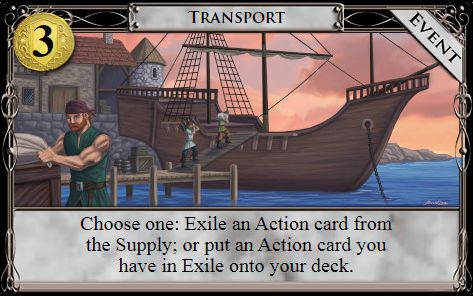 TRANSPORT
3
EVENT
Choose one: Exile an Action card from
the Supply; or put an Action card you
have in Exile onto your deck.